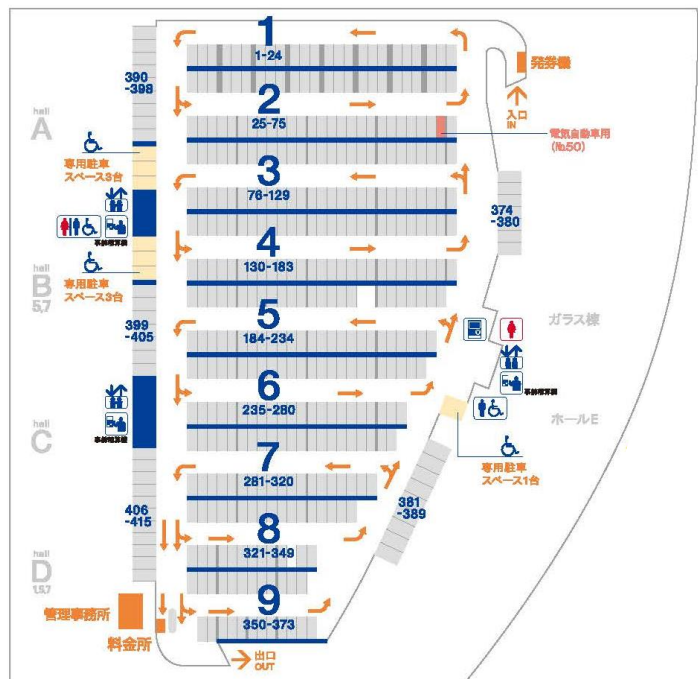 1
1-24
390
-398
発券機
入口
IN
hall
A
2
25-75
電気自動車用
(№50)
専用駐車
スペース3台
3
76-129
374
-380
事前精算機
4
130-183
hall
B
5,7
専用駐車
スペース3台
5
184-234
ガラス棟
399
-405
事前精算機
6
235-280
ホールE
hall
C
事前精算機
専用駐車
スペース1台
7
281-320
406
-415
381
-389
8
321-349
hall
D
1,5,7
9
350-373
管理事務所
料金所
出口
OUT